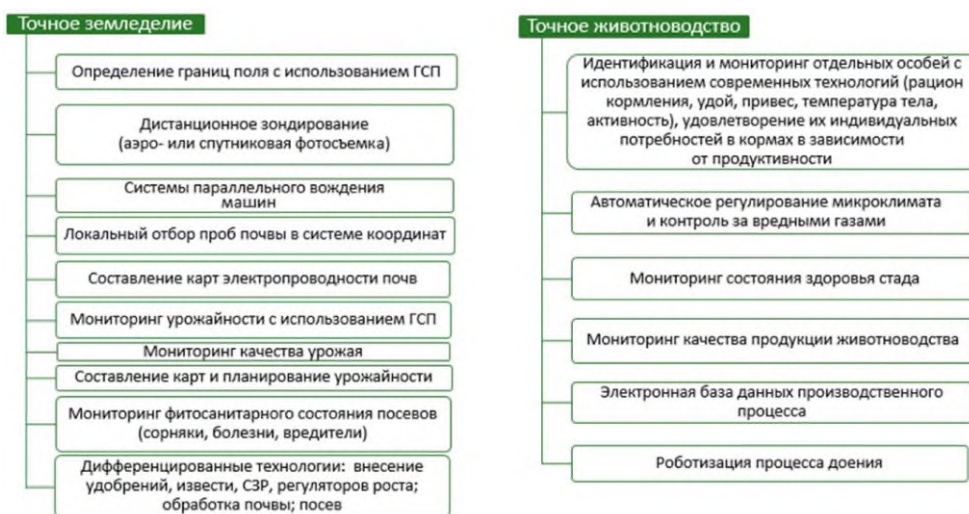 Точное земледелие
Определение границ поля с использованием ГСП
Дистанционное зондирование
(аэро- или спутниковая фотосъемка)
Системы параллельного вождения
машин
Локальный отбор проб почвы в системе координат
Составление карт электропроводности почв
Мониторинг урожайности с использованием ГСП
Мониторинг качества урожая
Составление карт и планирование урожайности
Мониторинг фитосанитарного состояния посевов
(сорняки, болезни, вредители)
Дифференцированные технологии: внесение
удобрений, извести, СЗР, регуляторов роста;
обработка почвы; посев
Точное животноводство
Идентификация и мониторинг отдельных особей с
использованием современных технологий (рацион
кормления, удой, привес, температура тела,
активность), удовлетворение их индивидуальных
потребностей в кормах в зависимости
от продуктивности
Автоматическое регулирование микроклимата
и контроль за вредными газами
Мониторинг состояния здоровья стада
Мониторинг качества продукции животноводства
Электронная база данных производственного
процесса
Роботизация процесса доения